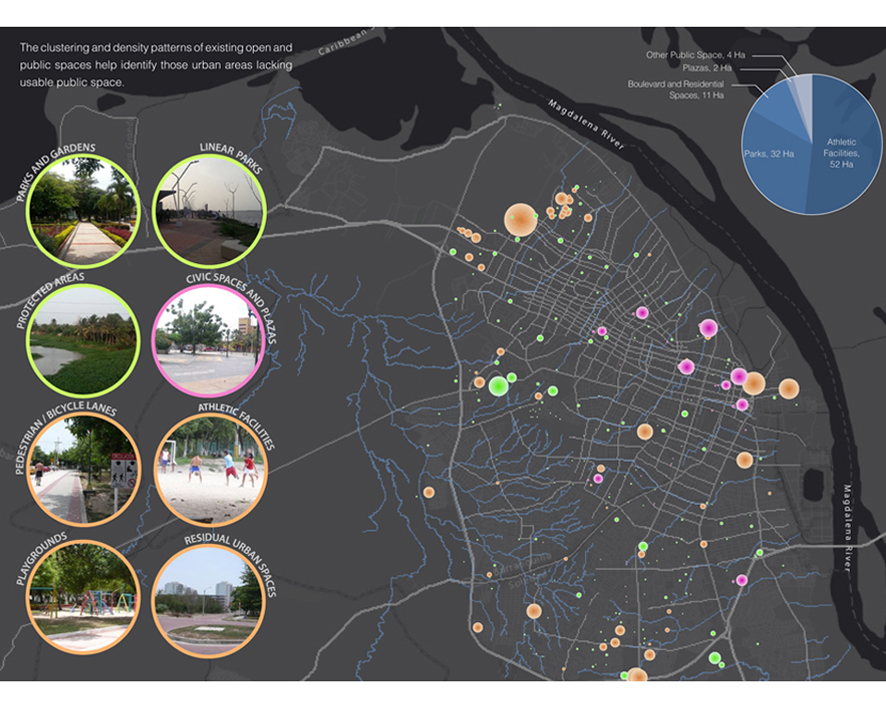 The clustering and density patterns of existing open and
public spaces help identify those urban areas lacking
usable public space.
Caribbean
Magdalena River
Other Public Space, 4 Ha
Plazas, 2 Ha
Boulevard and Residential
Spaces, 11 Ha
Parks, 32 Ha
Athletic
Facilities,
52 Ha
PARKS AND GARDENS
LINEAR PARKS
PROTECTED AREAS
CIVIC SPACES AND PLAZAS
PEDESTRIAN / BICYCLE LANES
ATHLETIC FACILITIES
PLAYGROUNDS
RESIDUAL URBAN SPACES
Magdalena River